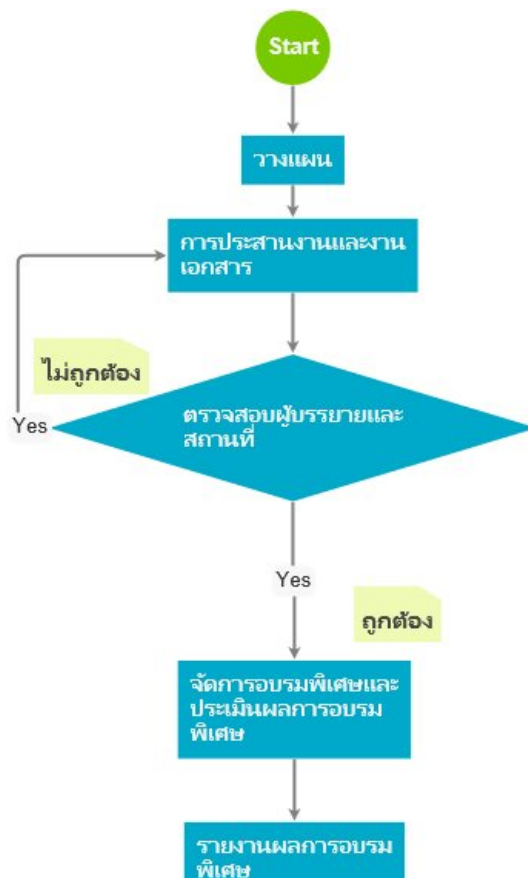 Start
วางแผน
การประสานงานและงาน
เอกสาร
ไม่ถูกต้อง
Yes
ตรวจสอบผู้บรรยายและ
สถานที่
Yes
ถูกต้อง
จัดการอบรมพิเศษและ
ประเมินผลการอบรม
พิเศษ
รายงานผลการอบรม
พิเศษ